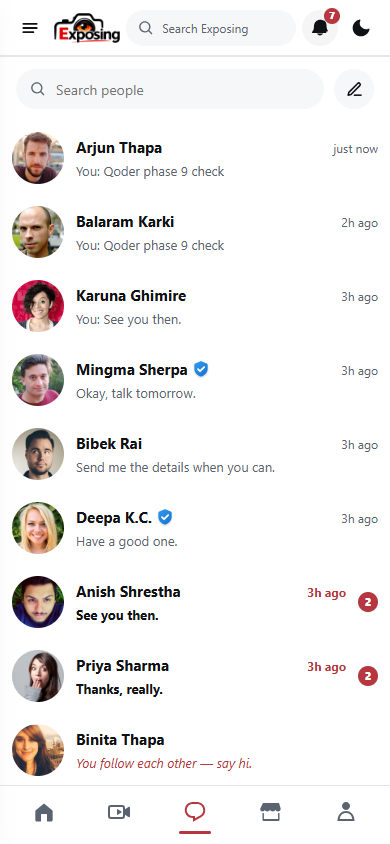 Exposing
Search Exposing
7
Search people
Arjun Thapa
just now
You: Qoder phase 9 check
Balaram Karki
2h ago
You: Qoder phase 9 check
Karuna Ghimire
3h ago
You: See you then.
Mingma Sherpa
3h ago
Okay, talk tomorrow.
Bibek Rai
3h ago
Send me the details when you can.
Deepa K.C.
3h ago
Have a good one.
Anish Shrestha
3h ago
2
See you then.
Priya Sharma
3h ago
2
Thanks, really.
Binita Thapa
You follow each other — say hi.